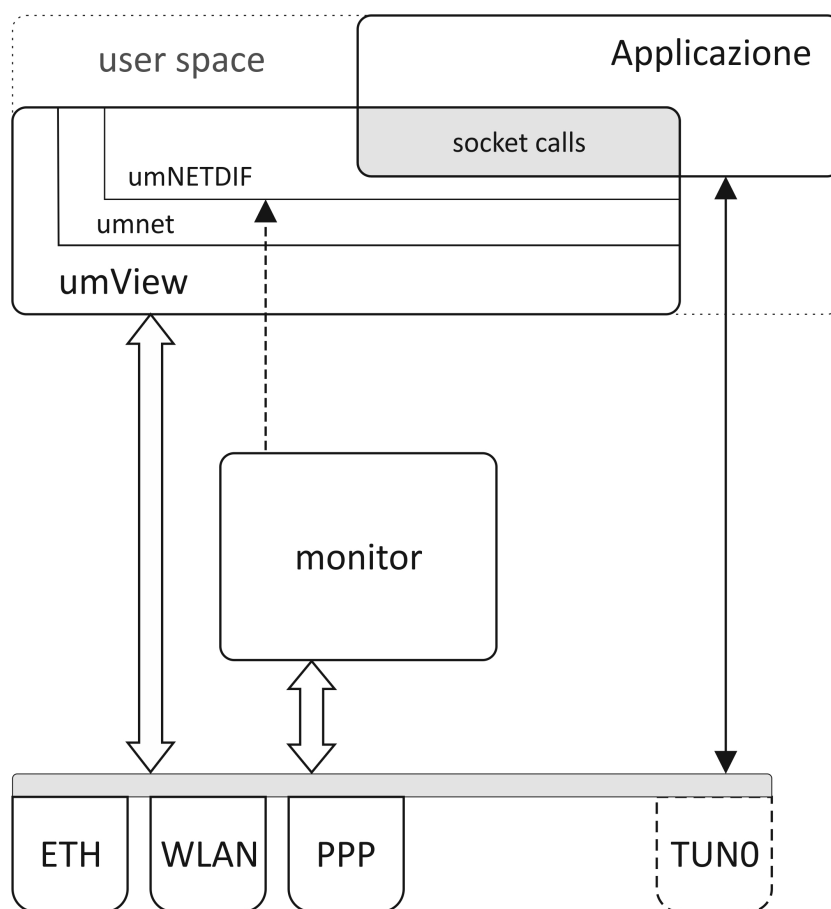 user space
Applicazione
socket calls
umNETDIF
umnet
umView
monitor
ETH
WLAN
PPP
TUN0